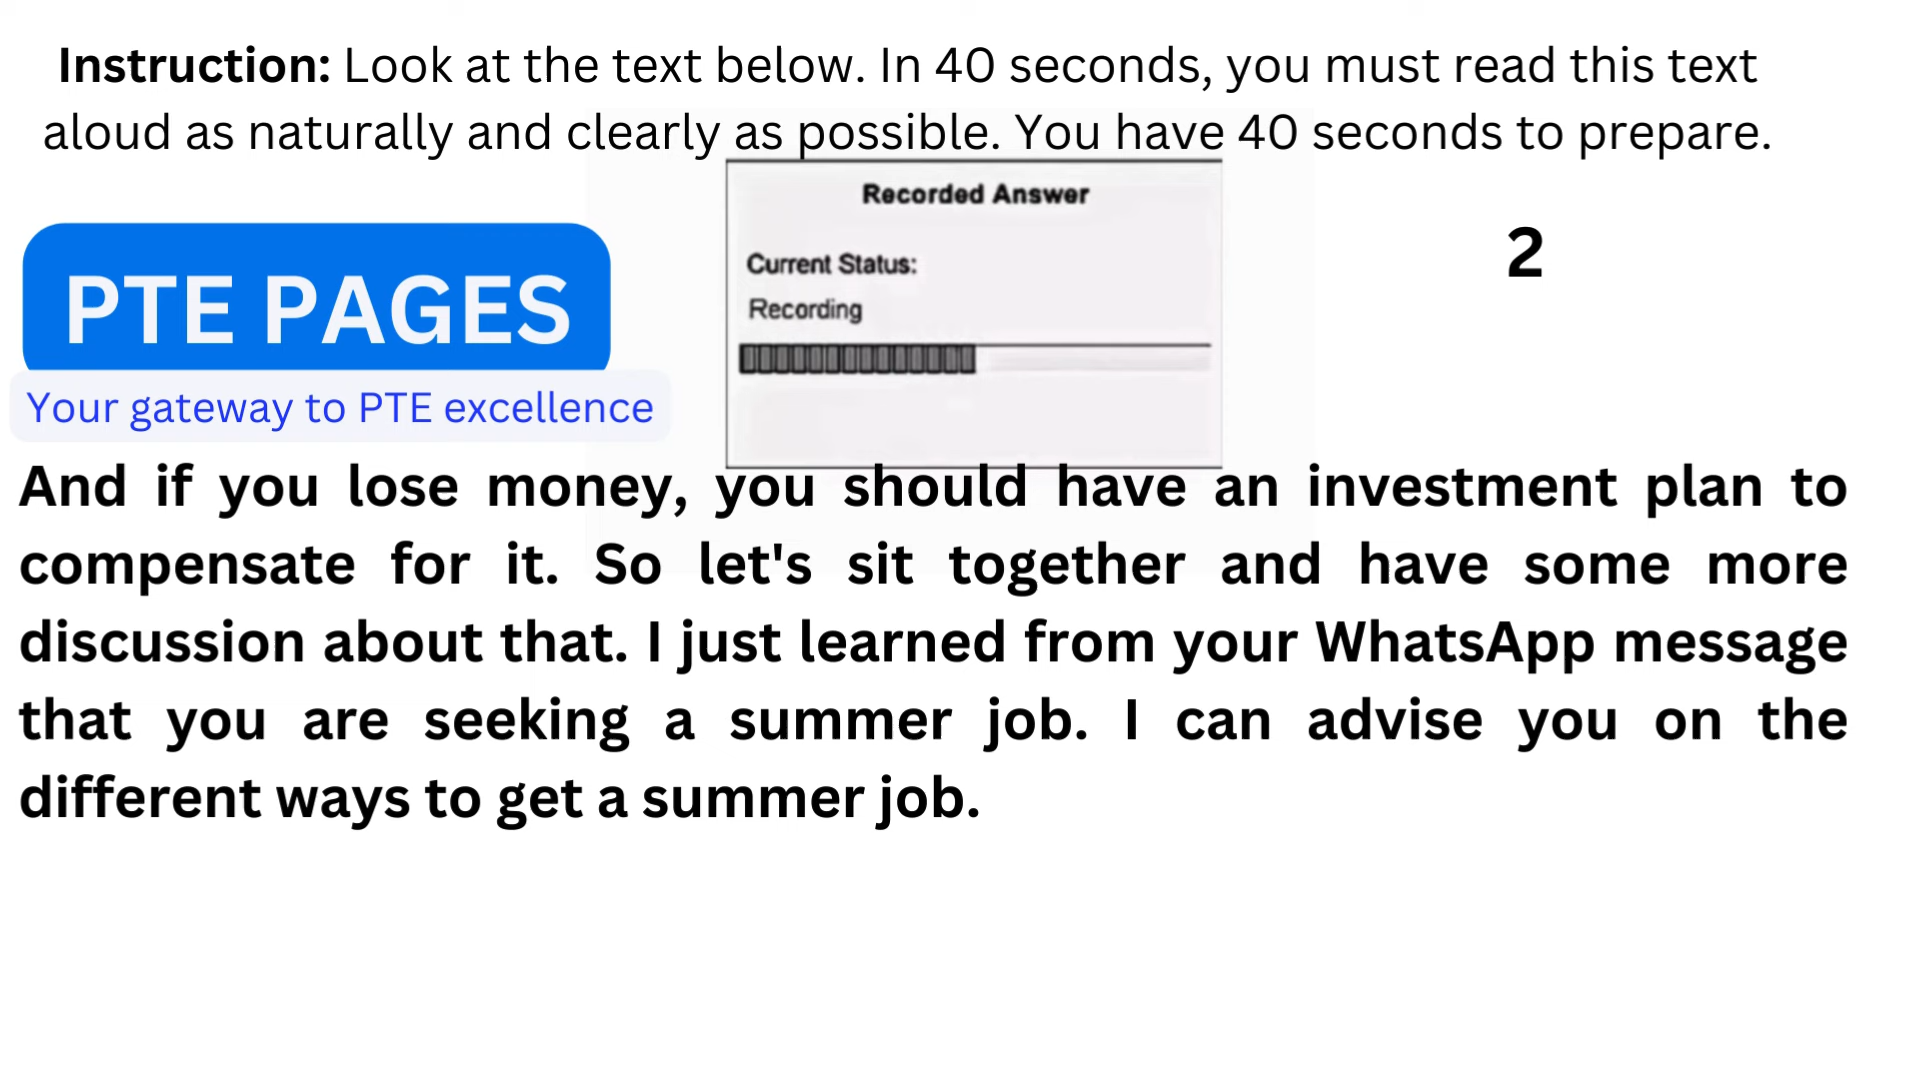 Instruction: Look at the text below. In 40 seconds, you must read this text
aloud as naturally and clearly as possible. You have 40 seconds to prepare.
Recorded Answer
2
Current Status:
Recording
PTE PAGES
Your gateway to PTE excellence
And if you lose money, you should have an investment plan to
compensate for it. So let's sit together and have some more
discussion about that. I just learned from your WhatsApp message
that you are seeking a summer job. I can advise you on the
different ways to get a summer job.